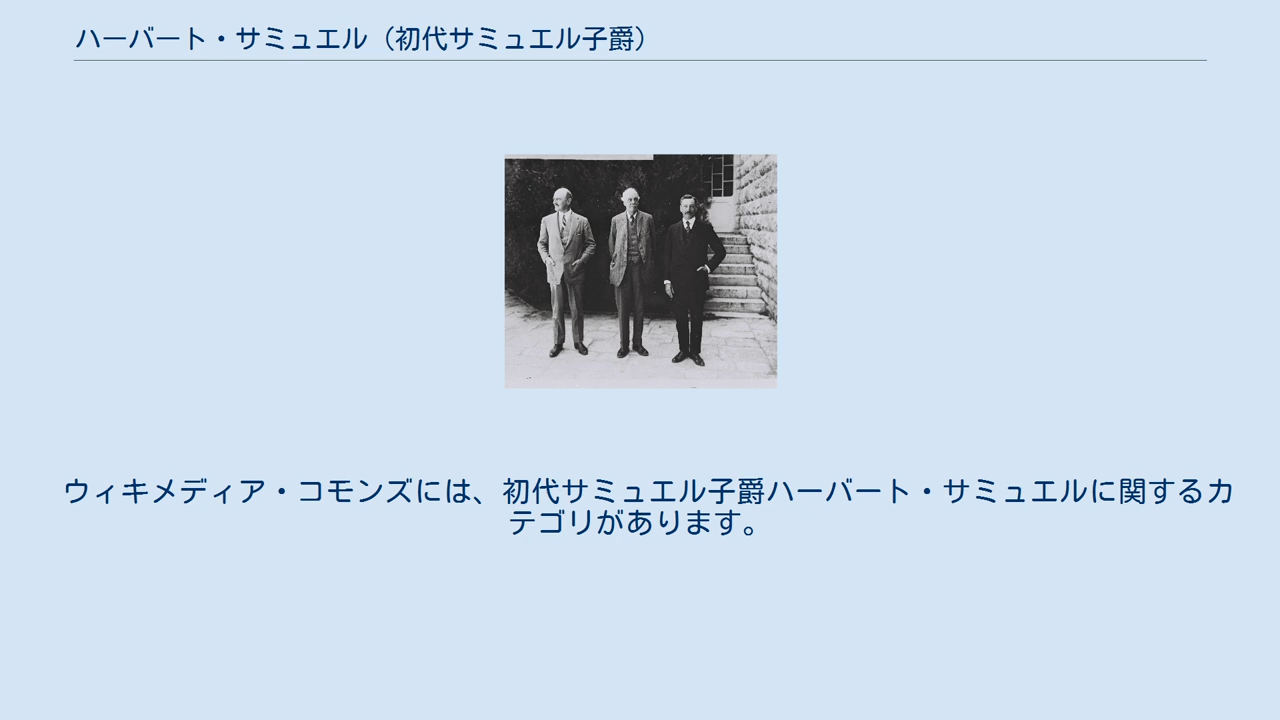 ハーバート・サミュエル（初代サミュエル子爵）
ウィキメディア・コモンズには、初代サミュエル子爵ハーバート・サミュエルに関するカ
テゴリがあります。